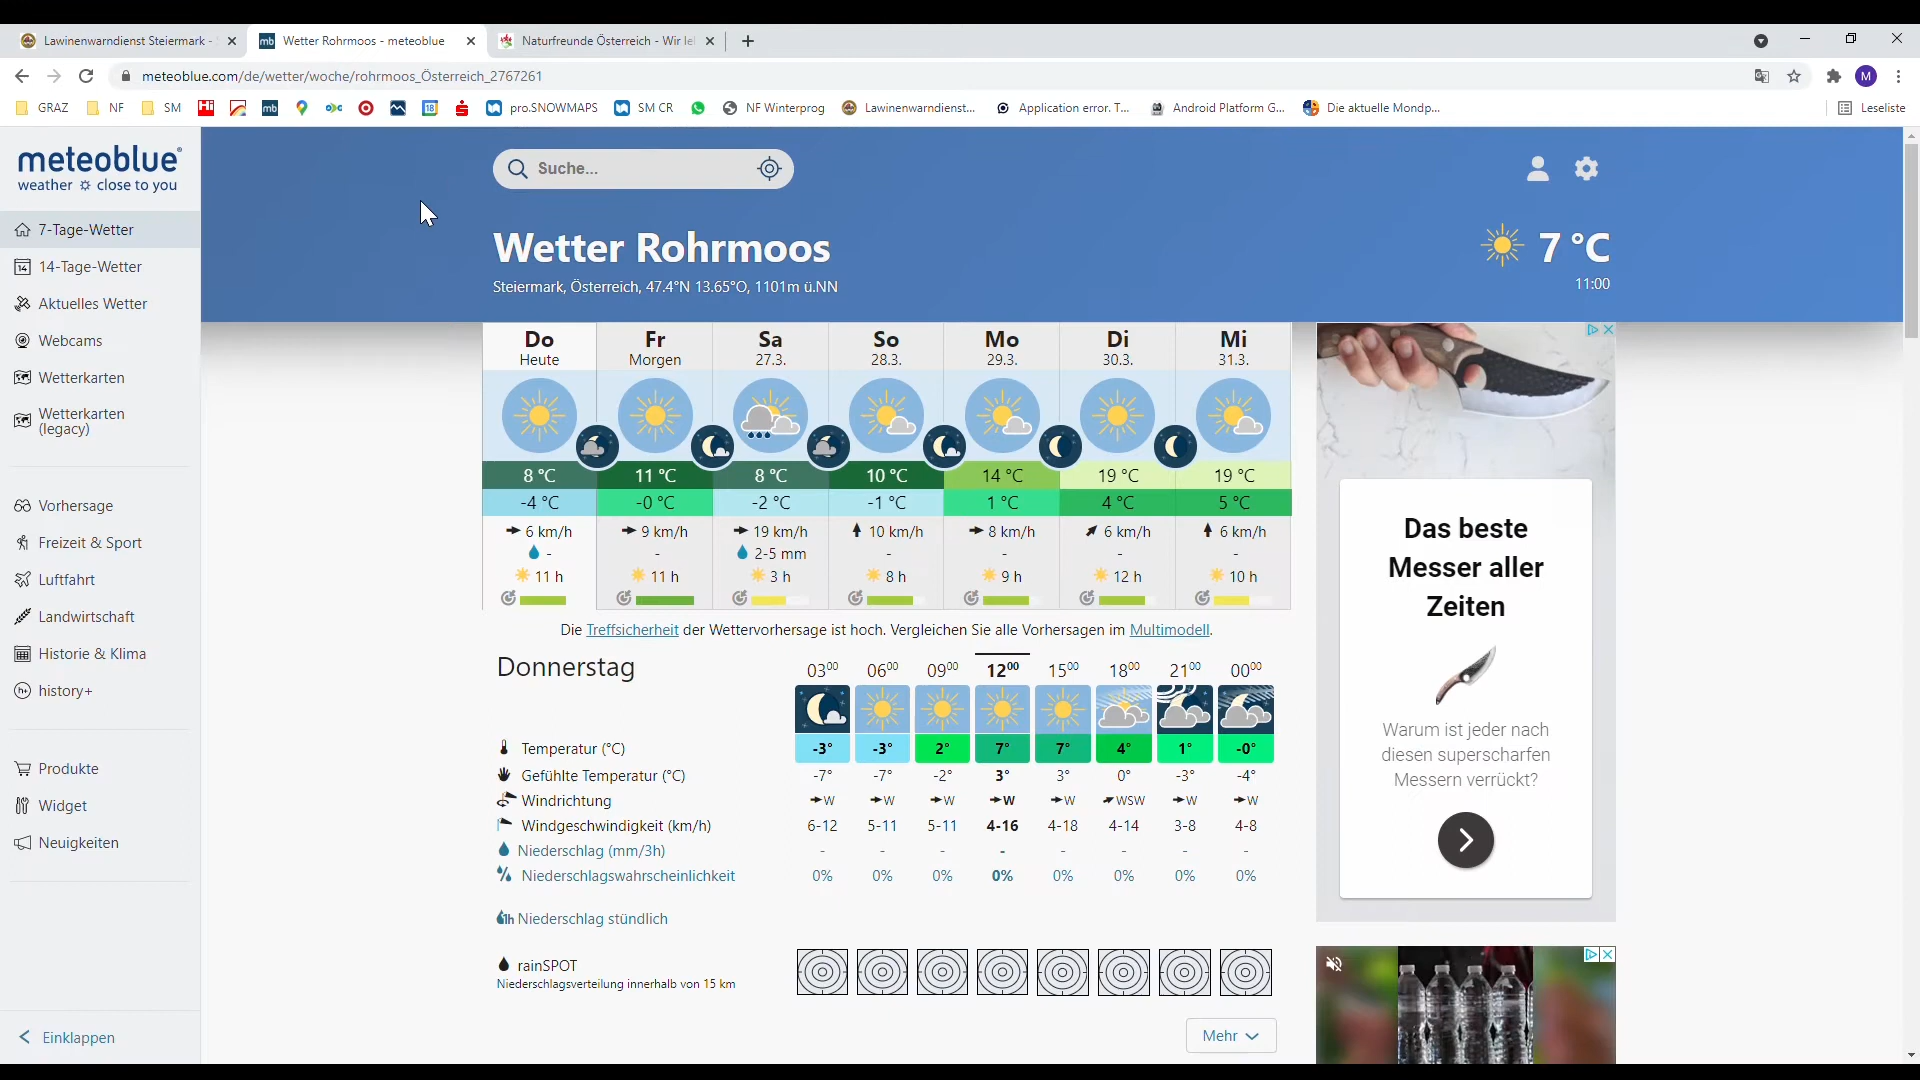 Lawinenwarndienst Steiermark -
Wetter Rohrmoos - meteoblue
Naturfreunde Österreich - Wir le
meteoblue.com/de/wetter/woche/rohrmoos_Österreich_2767261
M
GRAZ
NF
SM
Hi
mb
18
pro.SNOWMAPS
SM CR
NF Winterprog
Lawinenwarndienst...
Application error. T...
Android Platform G...
Die aktuelle Mondp...
Leseliste
meteoblue
weather close to you
7-Tage-Wetter
14-Tage-Wetter
Aktuelles Wetter
Webcams
Wetterkarten
Wetterkarten
(legacy)
Vorhersage
Freizeit & Sport
Luftfahrt
Landwirtschaft
Historie & Klima
history+
Produkte
Widget
Neuigkeiten
Einklappen
Suche...
Wetter Rohrmoos
Steiermark, Österreich, 47.4°N 13.65°O, 1101m ü.NN
7 °C
11:00
Do Fr Sa So Mo Di Mi
Heute Morgen 27.3. 28.3. 29.3. 30.3. 31.3.
8 °C 11 °C 8 °C 10 °C 14 °C 19 °C 19 °C
-4 °C -0 °C -2 °C -1 °C 1 °C 4 °C 5 °C
6 km/h 9 km/h 19 km/h 10 km/h 8 km/h 6 km/h 6 km/h
- - 2-5 mm - - - -
11 h 11 h 3 h 8 h 9 h 12 h 10 h
Die Treffsicherheit der Wettervorhersage ist hoch. Vergleichen Sie alle Vorhersagen im Multimodell.
Donnerstag 03⁰⁰ 06⁰⁰ 09⁰⁰ 12⁰⁰ 15⁰⁰ 18⁰⁰ 21⁰⁰ 00⁰⁰
Temperatur (°C) -3° -3° 2° 7° 7° 4° 1° -0°
Gefühlte Temperatur (°C) -7° -7° -2° 3° 3° 0° -3° -4°
Windrichtung W W W W W WSW W W
Windgeschwindigkeit (km/h) 6-12 5-11 5-11 4-16 4-18 4-14 3-8 4-8
Niederschlag (mm/3h) - - - - - - - -
Niederschlagswahrscheinlichkeit 0% 0% 0% 0% 0% 0% 0% 0%
1h Niederschlag stündlich
rainSPOT
Niederschlagsverteilung innerhalb von 15 km
Mehr
Das beste
Messer aller
Zeiten
Warum ist jeder nach
diesen superscharfen
Messern verrückt?